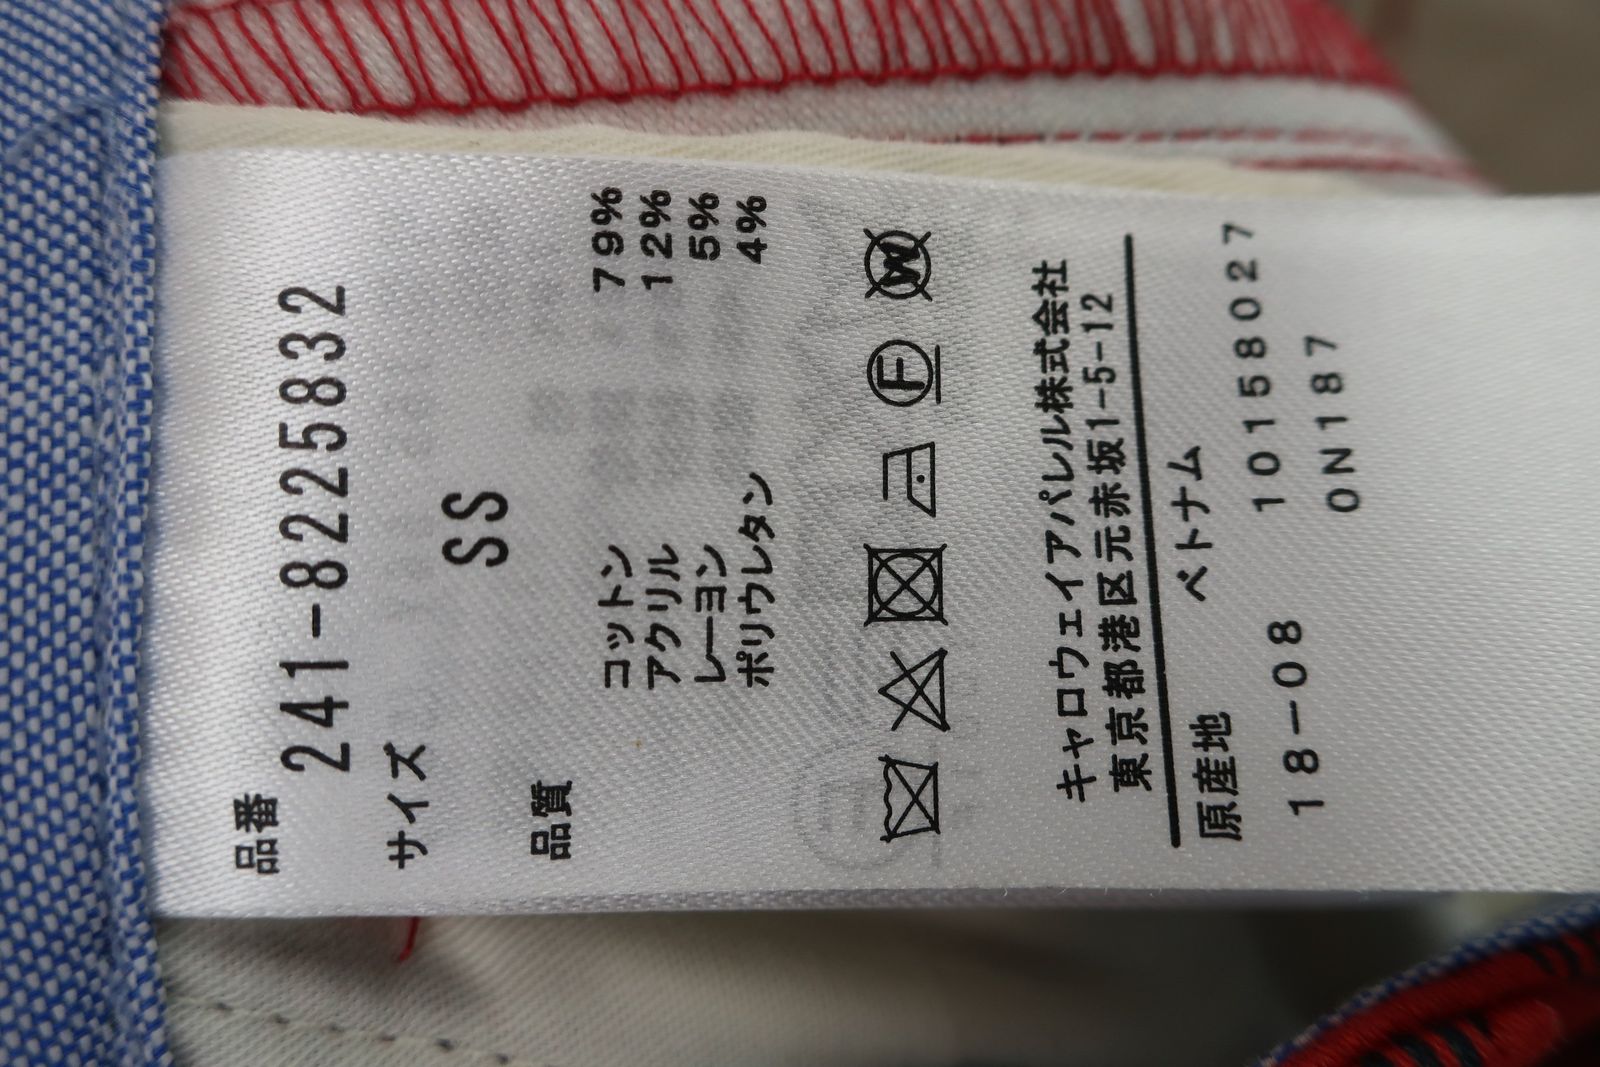 品番
241-8225832
サイズ
SS
品質
コットン 79%
アクリル 12%
レーヨン 5%
ポリウレタン 4%
F W
キャロウェイアパレル株式会社
東京都港区元赤坂1-5-12
原産地 ベトナム
18-08 10158027
0N187